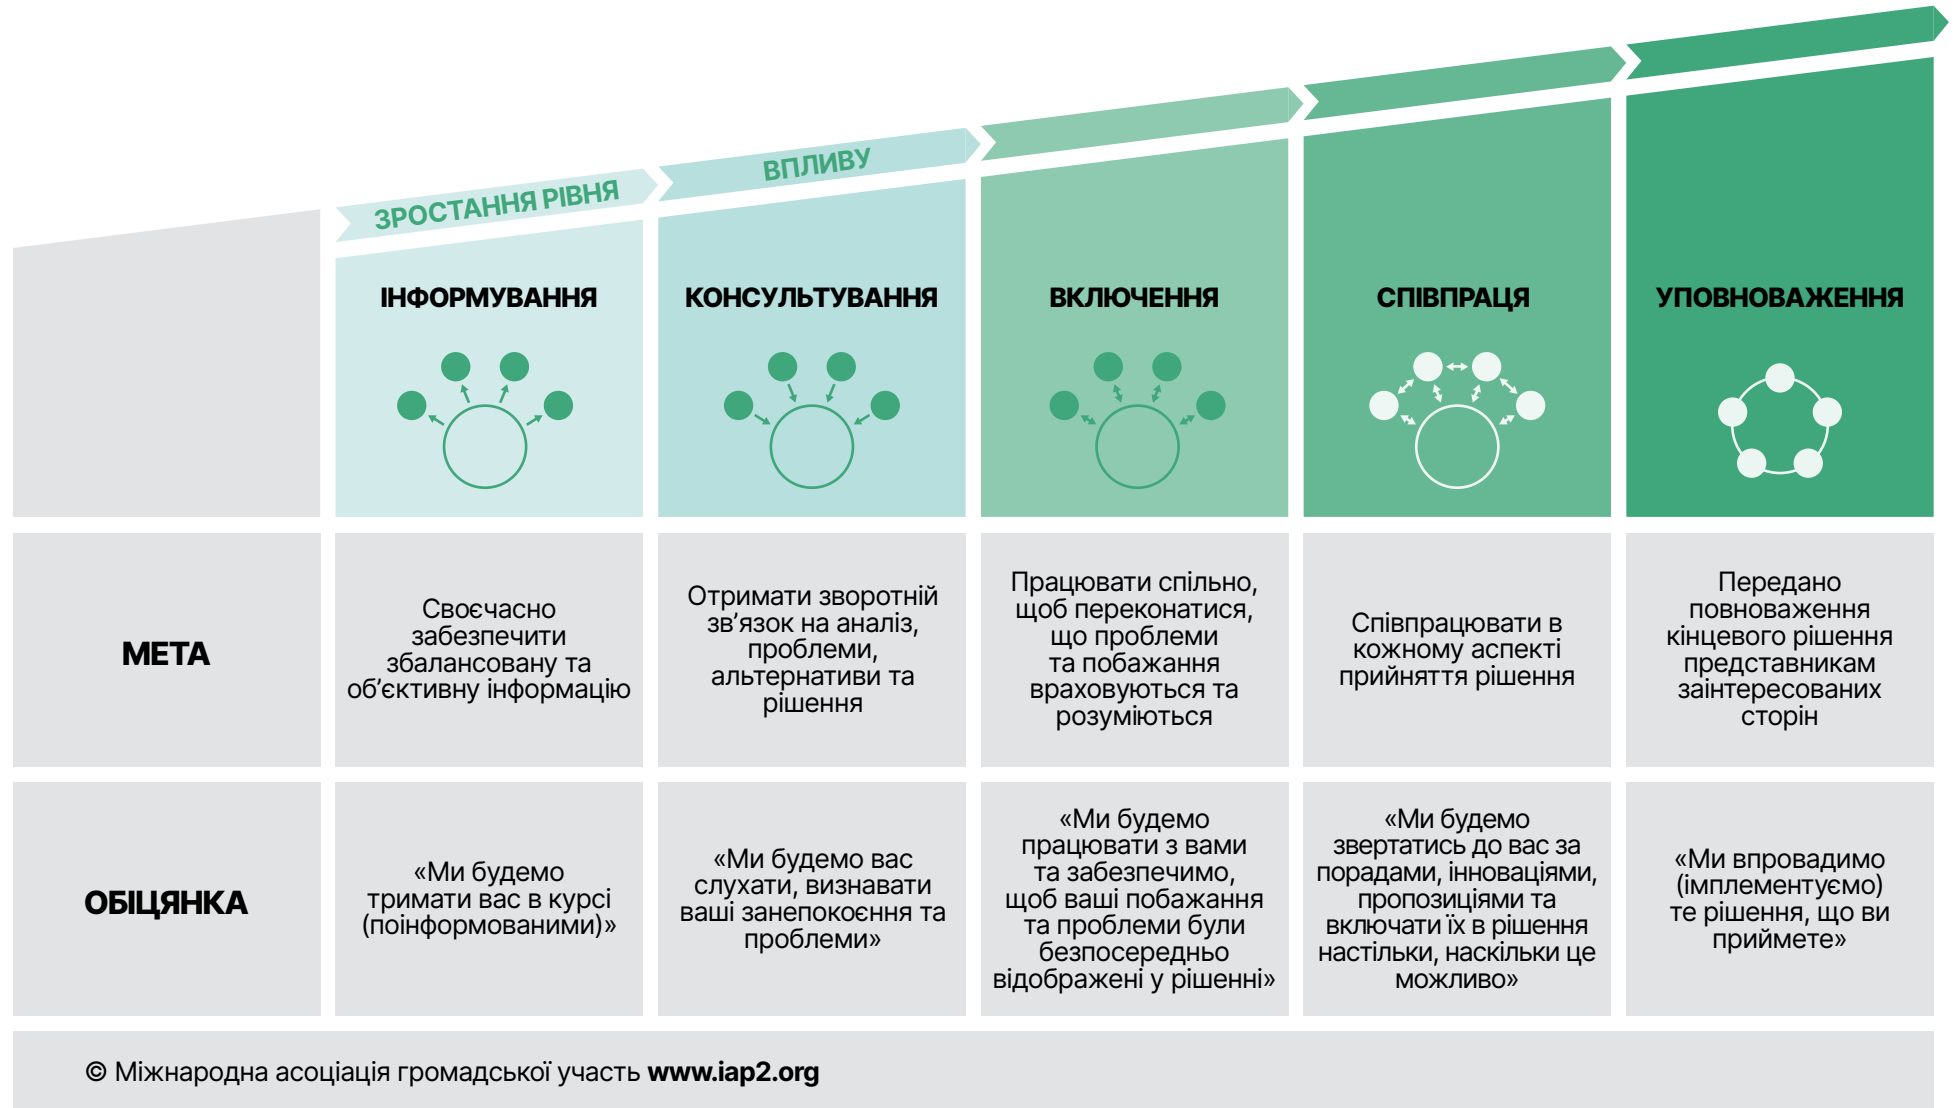 ЗРОСТАННЯ РІВНЯ
ВПЛИВУ
ІНФОРМУВАННЯ
КОНСУЛЬТУВАННЯ
ВКЛЮЧЕННЯ
СПІВПРАЦЯ
УПОВНОВАЖЕННЯ
МЕТА
Своєчасно
забезпечити
збалансовану та
об’єктивну інформацію
Отримати зворотній
зв’язок на аналіз,
проблеми,
альтернативи та
рішення
Працювати спільно,
щоб переконатися,
що проблеми
та побажання
враховуються та
розуміються
Співпрацювати в
кожному аспекті
прийняття рішення
Передано
повноваження
кінцевого рішення
представникам
заінтересованих
сторін
ОБІЦЯНКА
«Ми будемо
тримати вас в курсі
(поінформованими)»
«Ми будемо вас
слухати, визнавати
ваші занепокоєння та
проблеми»
«Ми будемо
працювати з вами
та забезпечимо,
щоб ваші побажання
та проблеми були
безпосередньо
відображені у рішенні»
«Ми будемо
звертатись до вас за
порадами, інноваціями,
пропозиціями та
включати їх в рішення
настільки, наскільки це
можливо»
«Ми впровадимо
(імплементуємо)
те рішення, що ви
приймете»
© Міжнародна асоціація громадської участь www.iap2.org